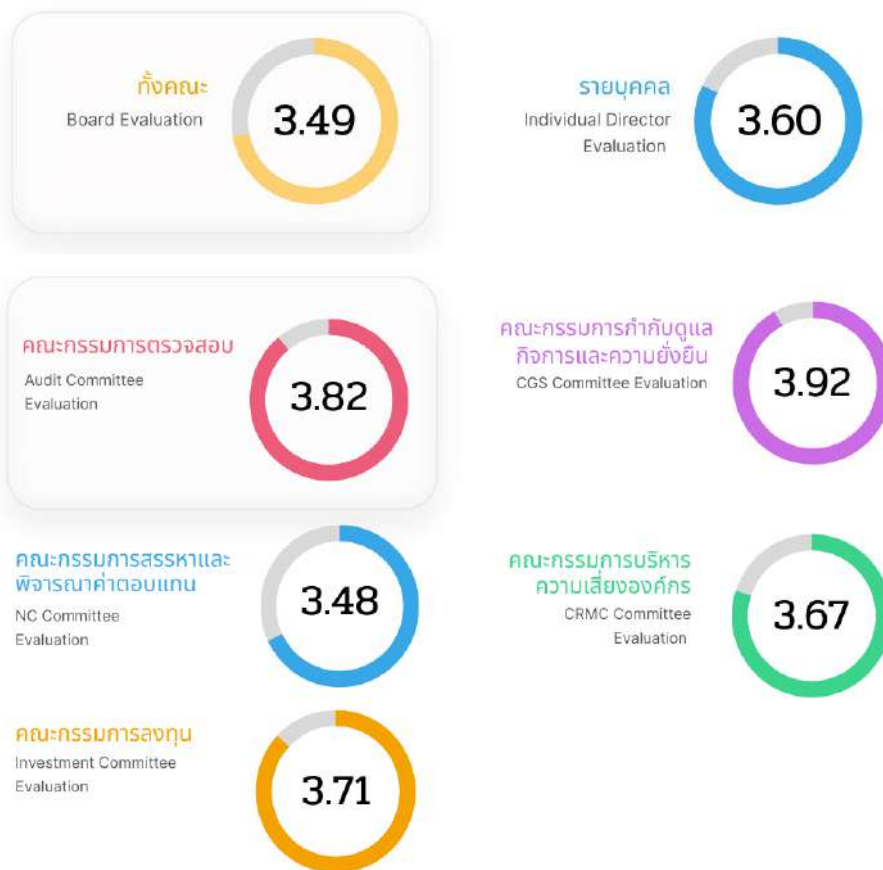 ทั้งคณะ
Board Evaluation
3.49
รายบุคคล
Individual Director
Evaluation
3.60
คณะกรรมการตรวจสอบ
Audit Committee
Evaluation
3.82
คณะกรรมการกำกับดูแล
กิจการและความยั่งยืน
CGS Committee Evaluation
3.92
คณะกรรมการสรรหาและ
พิจารณาค่าตอบแทน
NC Committee
Evaluation
3.48
คณะกรรมการบริหาร
ความเสี่ยงองค์กร
CRMC Committee
Evaluation
3.67
คณะกรรมการลงทุน
Investment Committee
Evaluation
3.71